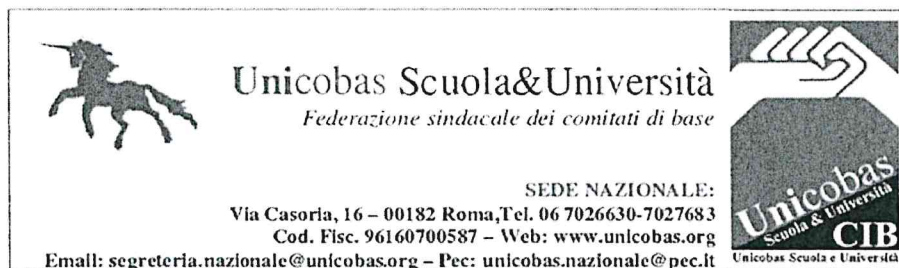 Unicobas Scuola&Università
Federazione sindacale dei comitati di base
SEDE NAZIONALE:
Via Casoria, 16 – 00182 Roma,Tel. 06 7026630-7027683
Cod. Fisc. 96160700587 – Web: www.unicobas.org
Email: segreteria.nazionale@unicobas.org – Pec: unicobas.nazionale@pec.it
Unicobas
Scuola & Università
CIB
Unicobas Scuola e Università